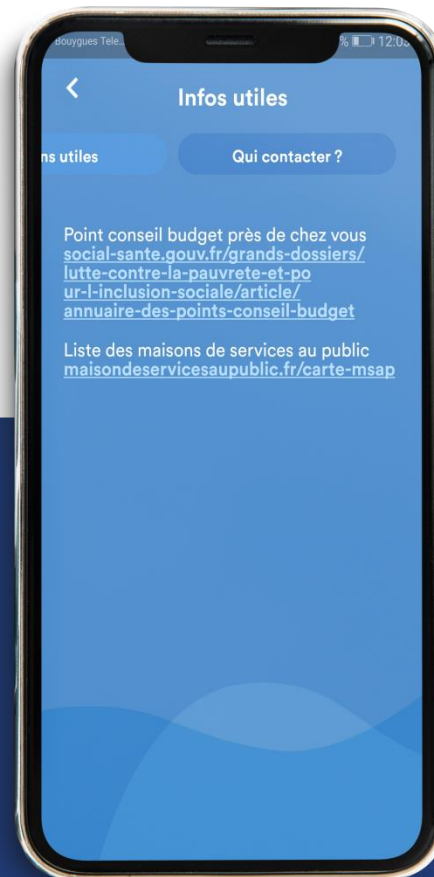 Bouygues Tele...
% 12:05
Infos utiles
ns utiles
Qui contacter ?
Point conseil budget près de chez vous
social-sante.gouv.fr/grands-dossiers/
lutte-contre-la-pauvrete-et-po
ur-l-inclusion-sociale/article/
annuaire-des-points-conseil-budget
Liste des maisons de services au public
maisondeservicesaupublic.fr/carte-msap